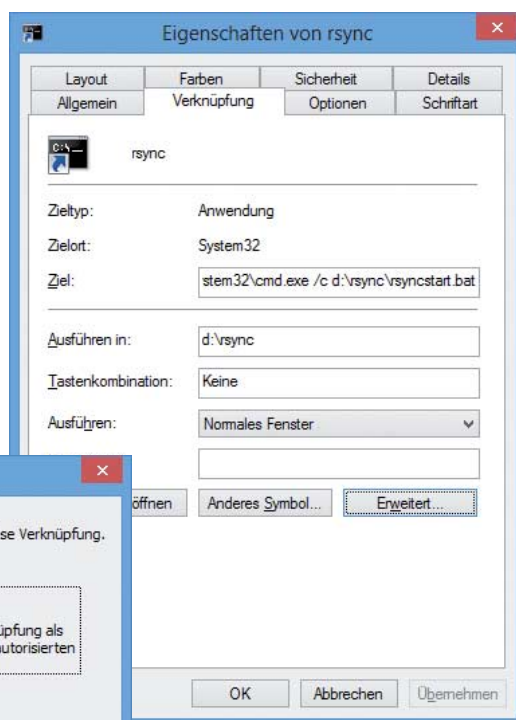 Eigenschaften von rsync
Layout
Farben
Sicherheit
Details
Allgemein
Verknüpfung
Optionen
Schriftart
C:\
rsync
Zieltyp:
Anwendung
Zielort:
System32
Ziel:
stem32\cmd.exe /c d:\rsync\rsyncstart.bat
Ausführen in:
d:\rsync
Tastenkombination:
Keine
Ausführen:
Normales Fenster
öffnen
Anderes Symbol...
Erweitert...
se Verknüpfung.
üpfung als
utorisierten
OK
Abbrechen
Übernehmen